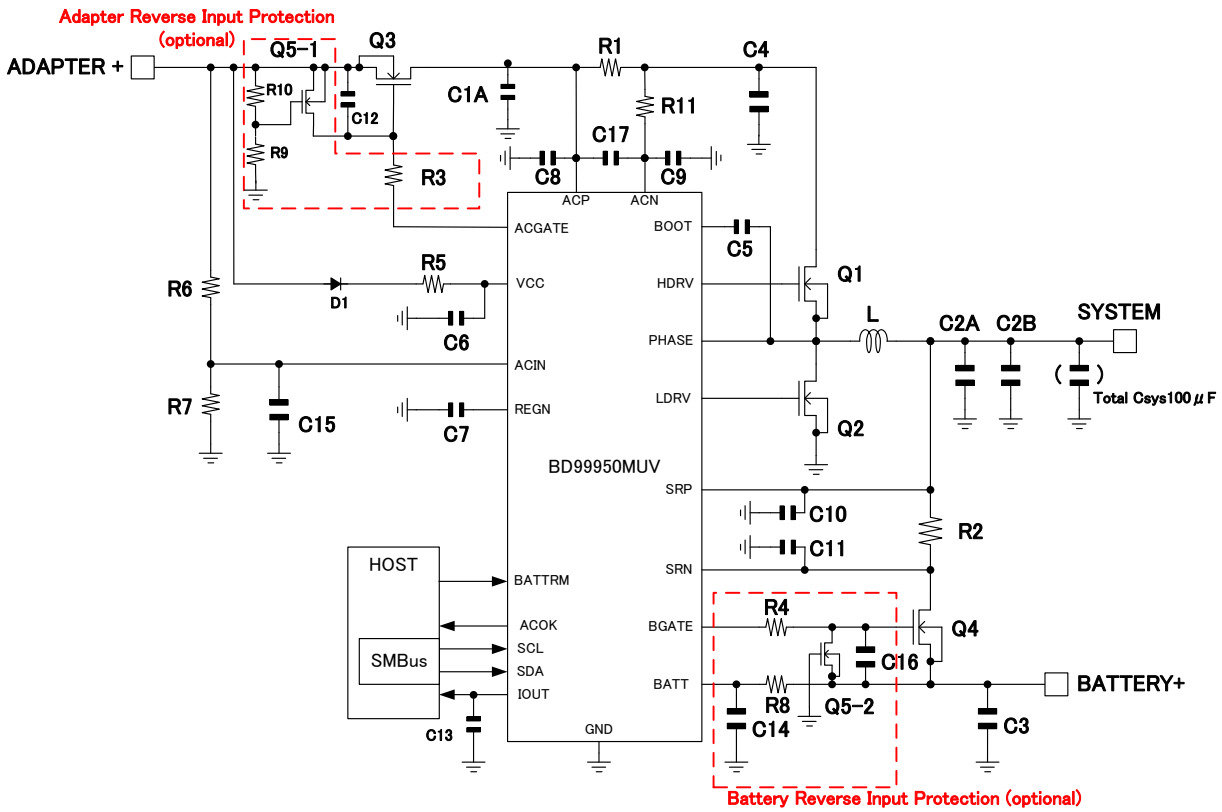 Adapter Reverse Input Protection
(optional)
Q5-1
Q3
R1
C4
ADAPTER +
R10
C12
C1A
R11
R9
R3
C8
C17
C9
ACP
ACN
ACGATE
BOOT
C5
R6
R5
VCC
HDRV
Q1
D1
C6
L
C2A
C2B
SYSTEM
PHASE
ACIN
R7
C15
REGN
C7
LDRV
Q2
( )
Total Csys100μF
BD99950MUV
SRP
C10
R2
C11
SRN
HOST
BATTRM
R4
ACOK
BGATE
Q4
SCL
SMBus
SDA
C16
BATT
BATTERY+
IOUT
R8
Q5-2
C13
C14
C3
GND
Battery Reverse Input Protection (optional)